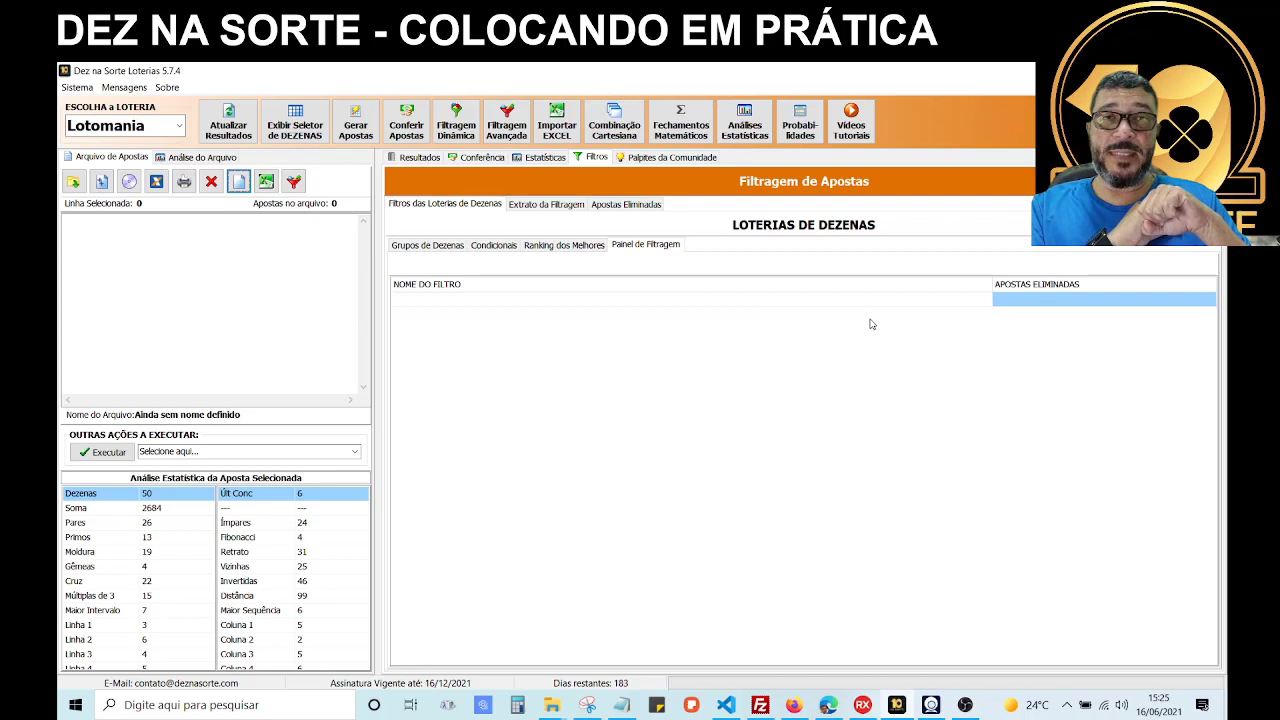 DEZ NA SORTE - COLOCANDO EM PRÁTICA
Dez na Sorte Loterias 5.7.4
Sistema Mensagens Sobre
ESCOLHA a LOTERIA
Lotomania
Atualizar Resultados
Exibir Seletor de DEZENAS
Gerar Apostas
Conferir Apostas
Filtragem Dinâmica
Filtragem Avançada
Importar EXCEL
Combinação Cartesiana
Fechamentos Matemáticos
Análises Estatísticas
Probabi-lidades
Vídeos Tutoriais
Arquivo de Apostas Análise do Arquivo
Resultados Conferência Estatísticas Filtros Palpites da Comunidade
Linha Selecionada: 0 Apostas no arquivo: 0
Filtragem de Apostas
Filtros das Loterias de Dezenas Extrato da Filtragem Apostas Eliminadas
LOTERIAS DE DEZENAS
Grupos de Dezenas Condicionais Ranking dos Melhores Painel de Filtragem
NOME DO FILTRO APOSTAS ELIMINADAS
Nome do Arquivo:Ainda sem nome definido
OUTRAS AÇÕES A EXECUTAR:
Executar Selecione aqui...
Análise Estatística da Aposta Selecionada
Dezenas 50 Últ Conc 6
Soma 2684 --- ---
Pares 26 Ímpares 24
Primos 13 Fibonacci 4
Moldura 19 Retrato 31
Gêmeas 4 Vizinhas 25
Cruz 22 Invertidas 46
Múltiplas de 3 15 Distância 99
Maior Intervalo 7 Maior Sequência 6
Linha 1 3 Coluna 1 5
Linha 2 6 Coluna 2 2
Linha 3 4 Coluna 3 5
Linha 4 5 Coluna 4 6
E-Mail: contato@deznasorte.com Assinatura Vigente até: 16/12/2021 Dias restantes: 183
Digite aqui para pesquisar
24°C
15:25
16/06/2021